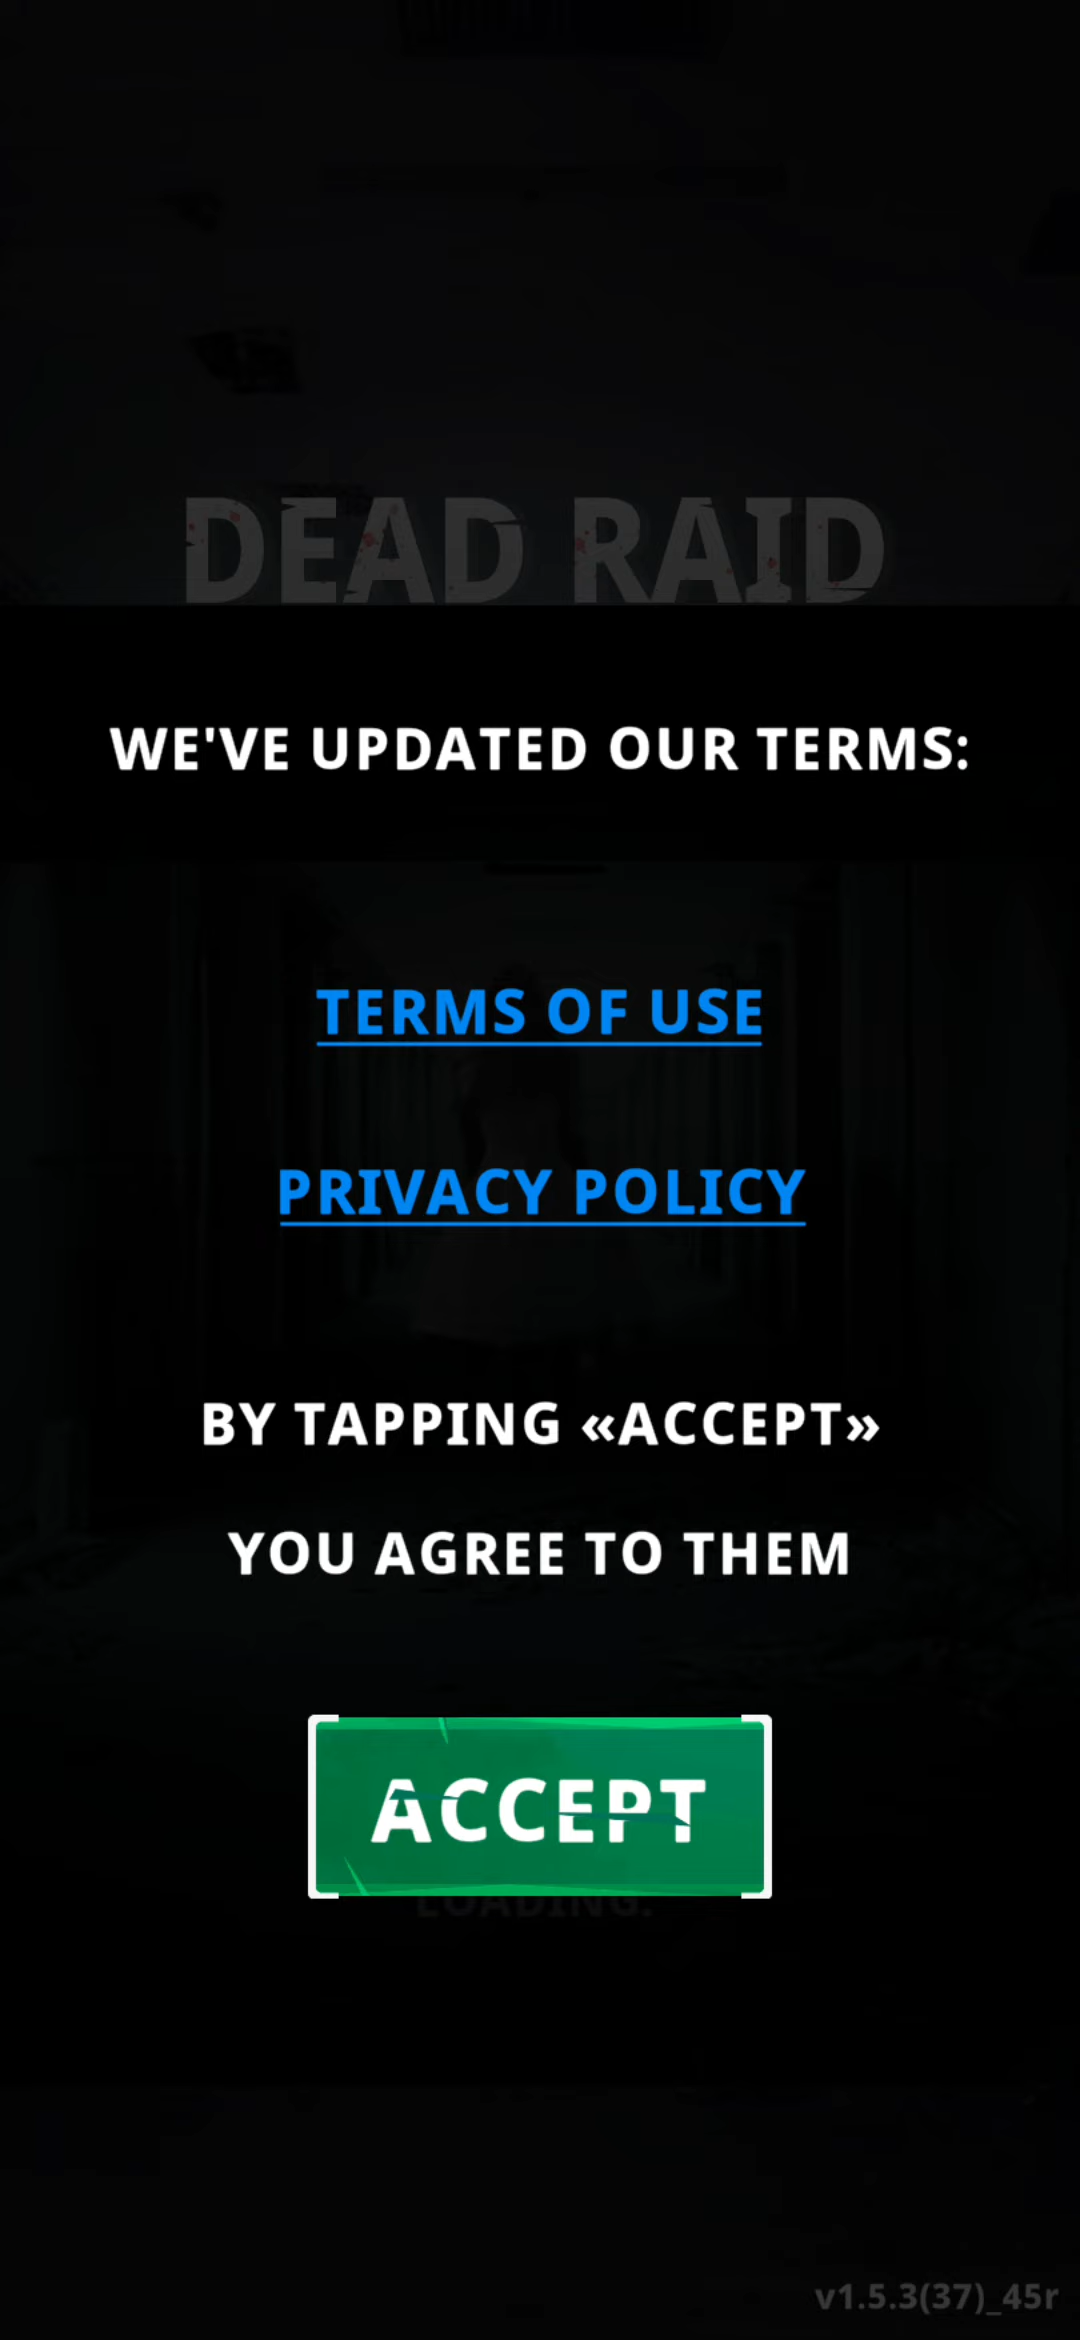 DEAD RAID
WE'VE UPDATED OUR TERMS:
TERMS OF USE
PRIVACY POLICY
BY TAPPING «ACCEPT»
YOU AGREE TO THEM
ACCEPT
LOADING.
v1.5.3(37)_45r